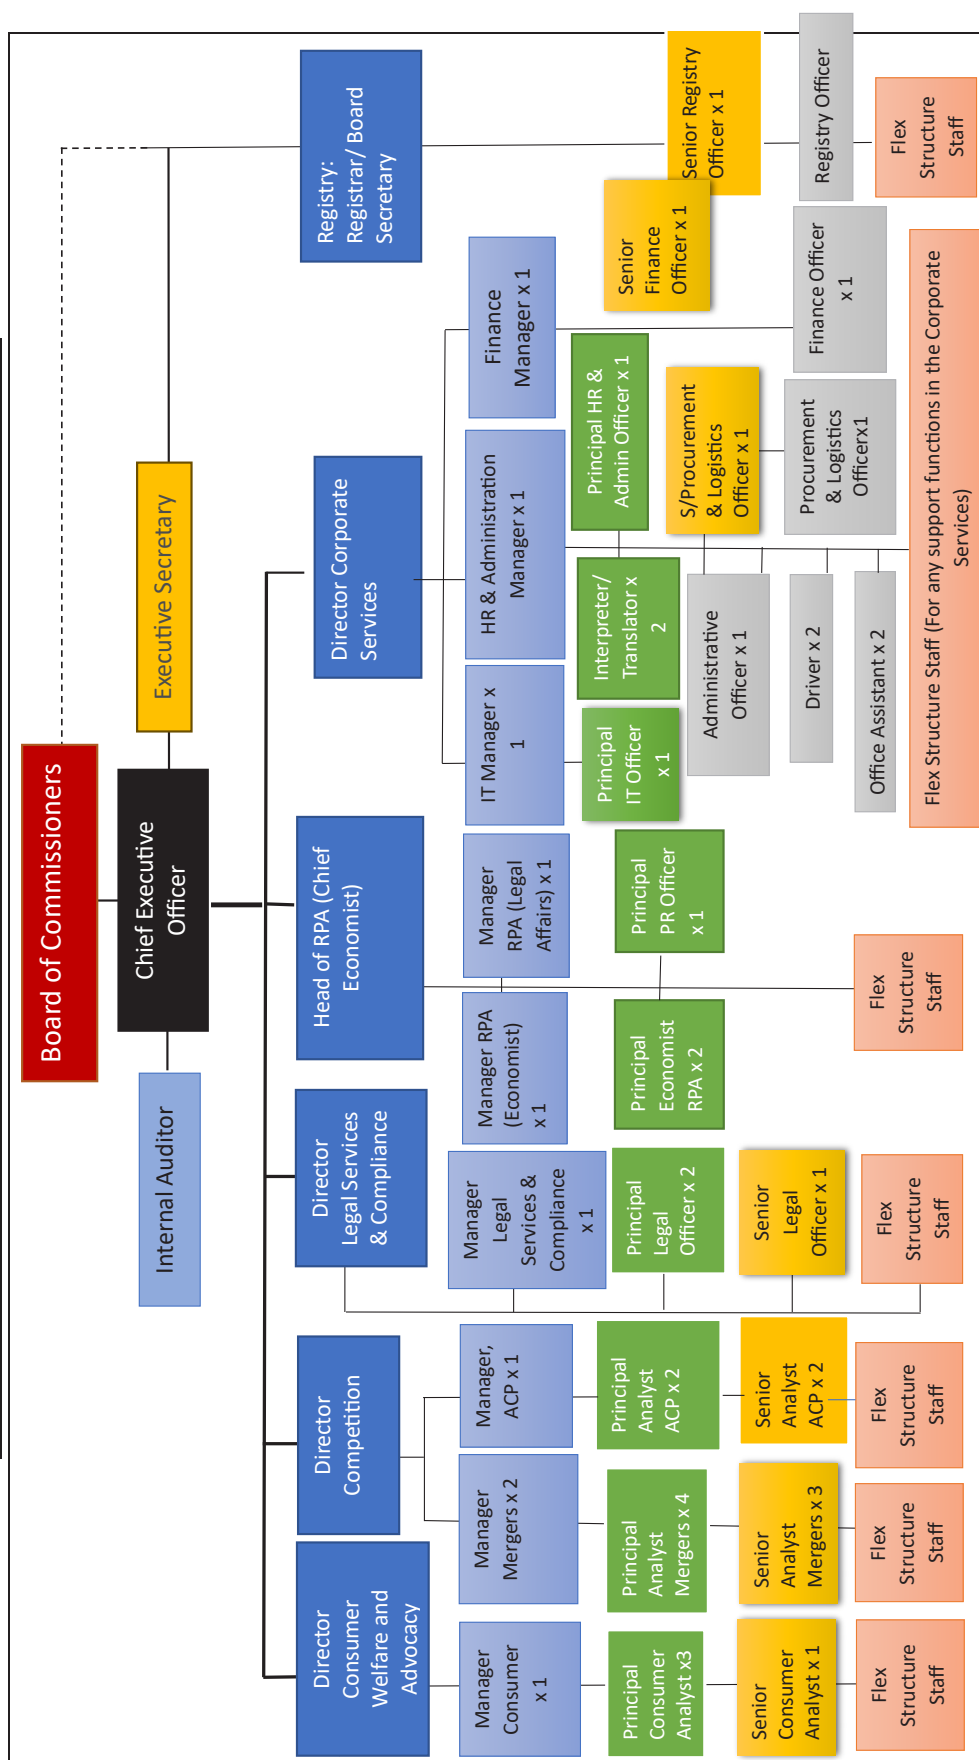 Board of Commissioners
Chief Executive
Officer
Internal Auditor
Executive Secretary
Director
Consumer
Welfare and
Advocacy
Director
Competition
Director
Legal Services
& Compliance
Head of RPA (Chief
Economist)
Director Corporate
Services
Registry:
Registrar/ Board
Secretary
Manager
Consumer
x 1
Manager
Mergers x 2
Manager,
ACP x 1
Manager
Legal
Services &
Compliance
x 1
Manager RPA
(Economist)
x 1
Manager
RPA (Legal
Affairs) x 1
IT Manager x
1
HR & Administration
Manager x 1
Finance
Manager x 1
Principal
Consumer
Analyst x3
Principal
Analyst
Mergers x 4
Principal
Analyst
ACP x 2
Principal
Legal
Officer x 2
Principal
Economist
RPA x 2
Principal
PR Officer
x 1
Principal
IT Officer
x 1
Interpreter/
Translator x
2
Principal HR &
Admin Officer x 1
Senior
Finance
Officer x 1
Senior Registry
Officer x 1
Senior
Consumer
Analyst x 1
Senior
Analyst
Mergers x 3
Senior
Analyst
ACP x 2
Senior
Legal
Officer x 1
Administrative
Officer x 1
S/Procurement
& Logistics
Officer x 1
Driver x 2
Procurement
& Logistics
Officerx1
Finance Officer
x 1
Registry Officer
Office Assistant x 2
Flex
Structure
Staff
Flex
Structure
Staff
Flex
Structure
Staff
Flex
Structure
Staff
Flex
Structure
Staff
Flex Structure Staff (For any support functions in the Corporate
Services)
Flex
Structure
Staff